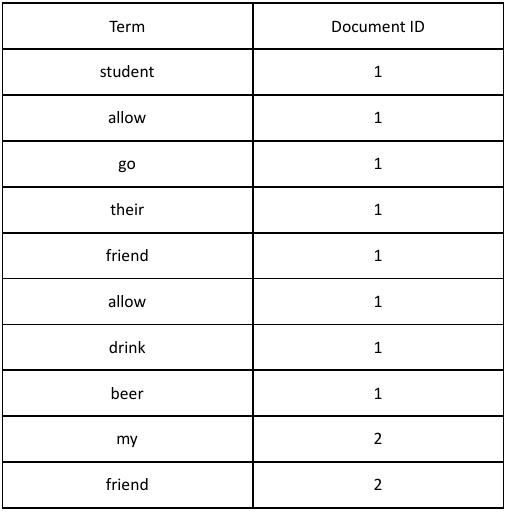 Term Document ID
student 1
allow 1
go 1
their 1
friend 1
allow 1
drink 1
beer 1
my 2
friend 2